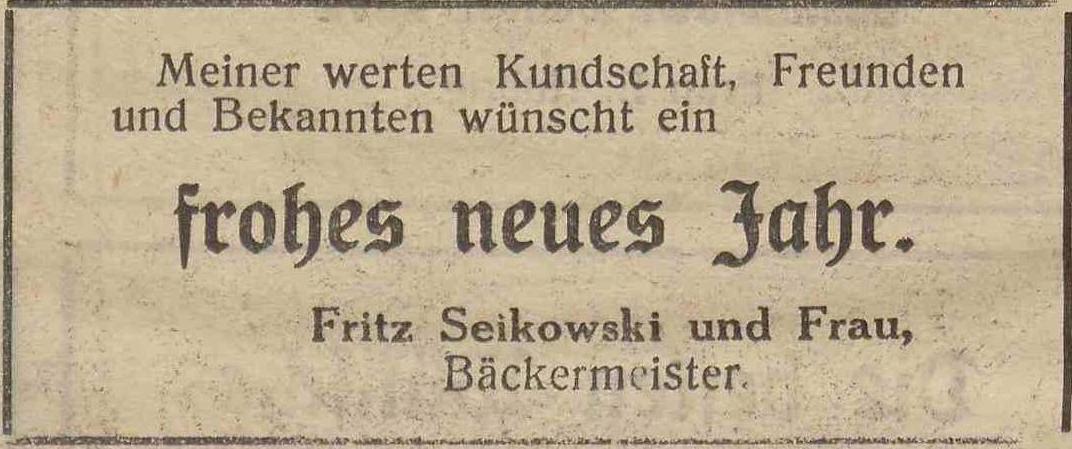 Meiner werten Kundschaft, Freunden
und Bekannten wünscht ein
frohes neues Jahr.
Fritz Seikowski und Frau,
Bäckermeister.